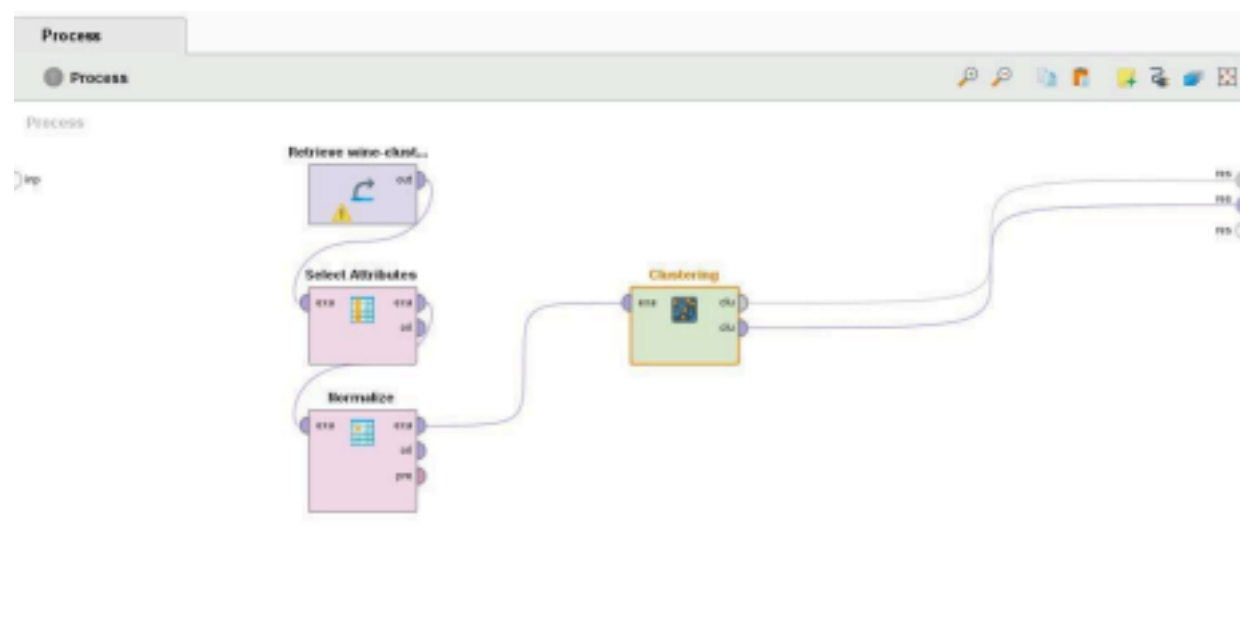 Process
Process
Process
inp
res
res
res
Retrieve wine-clust...
out
Select Attributes
exa
exa
ori
Normalize
exa
exa
ori
pre
Clustering
exa
clu
clu